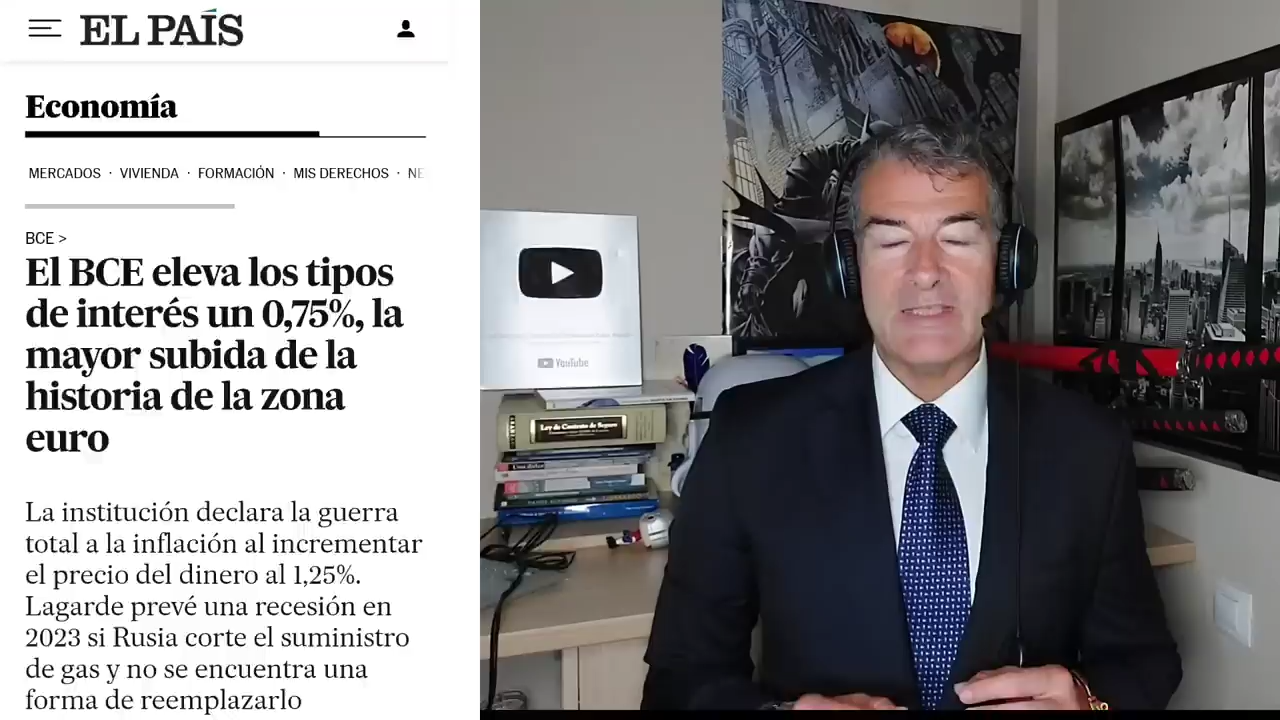 EL PAÍS
Economía
MERCADOS · VIVIENDA · FORMACIÓN · MIS DERECHOS · NE
BCE >
El BCE eleva los tipos
de interés un 0,75%, la
mayor subida de la
historia de la zona
euro
La institución declara la guerra
total a la inflación al incrementar
el precio del dinero al 1,25%.
Lagarde prevé una recesión en
2023 si Rusia corte el suministro
de gas y no se encuentra una
forma de reemplazarlo
YouTube
Ley de Contrato de Seguro